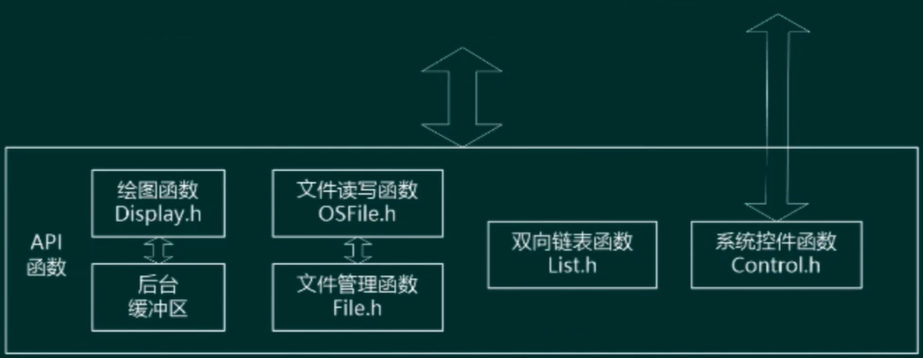 API
函数
绘图函数
Display.h
后台
缓冲区
文件读写函数
OSFile.h
文件管理函数
File.h
双向链表函数
List.h
系统控件函数
Control.h